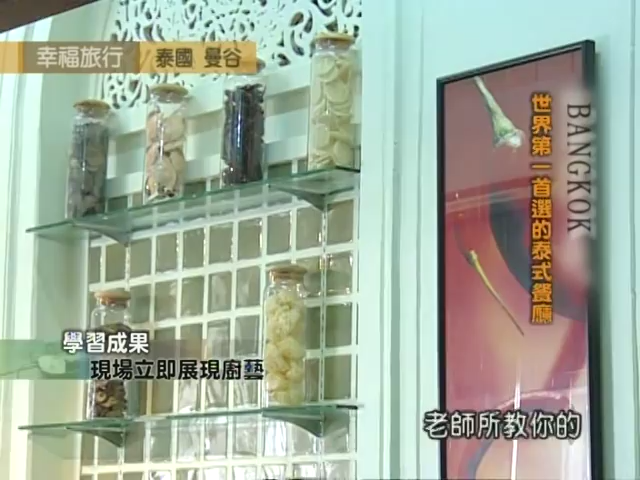 幸福旅行 泰國 曼谷
BANGKOK
世界第一首選的泰式餐廳
學習成果
現場立即展現廚藝
老師所教你的